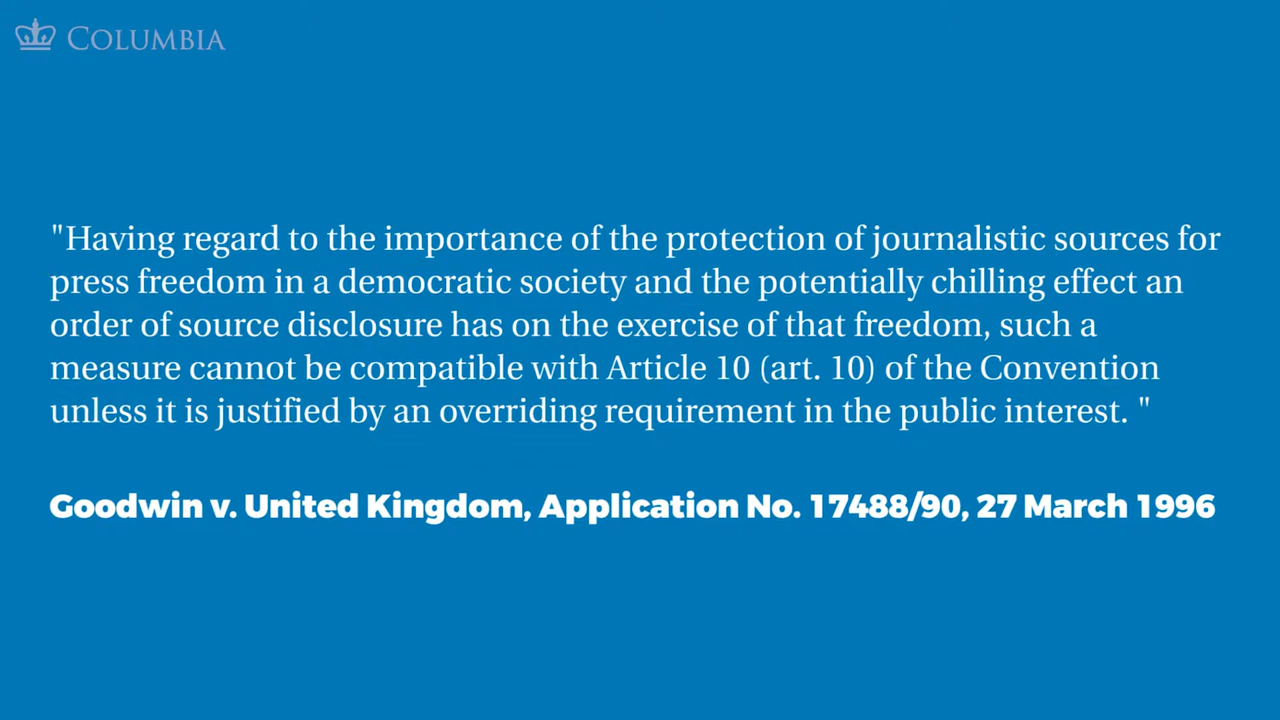 COLUMBIA
"Having regard to the importance of the protection of journalistic sources for
press freedom in a democratic society and the potentially chilling effect an
order of source disclosure has on the exercise of that freedom, such a
measure cannot be compatible with Article 10 (art. 10) of the Convention
unless it is justified by an overriding requirement in the public interest. "
Goodwin v. United Kingdom, Application No. 17488/90, 27 March 1996